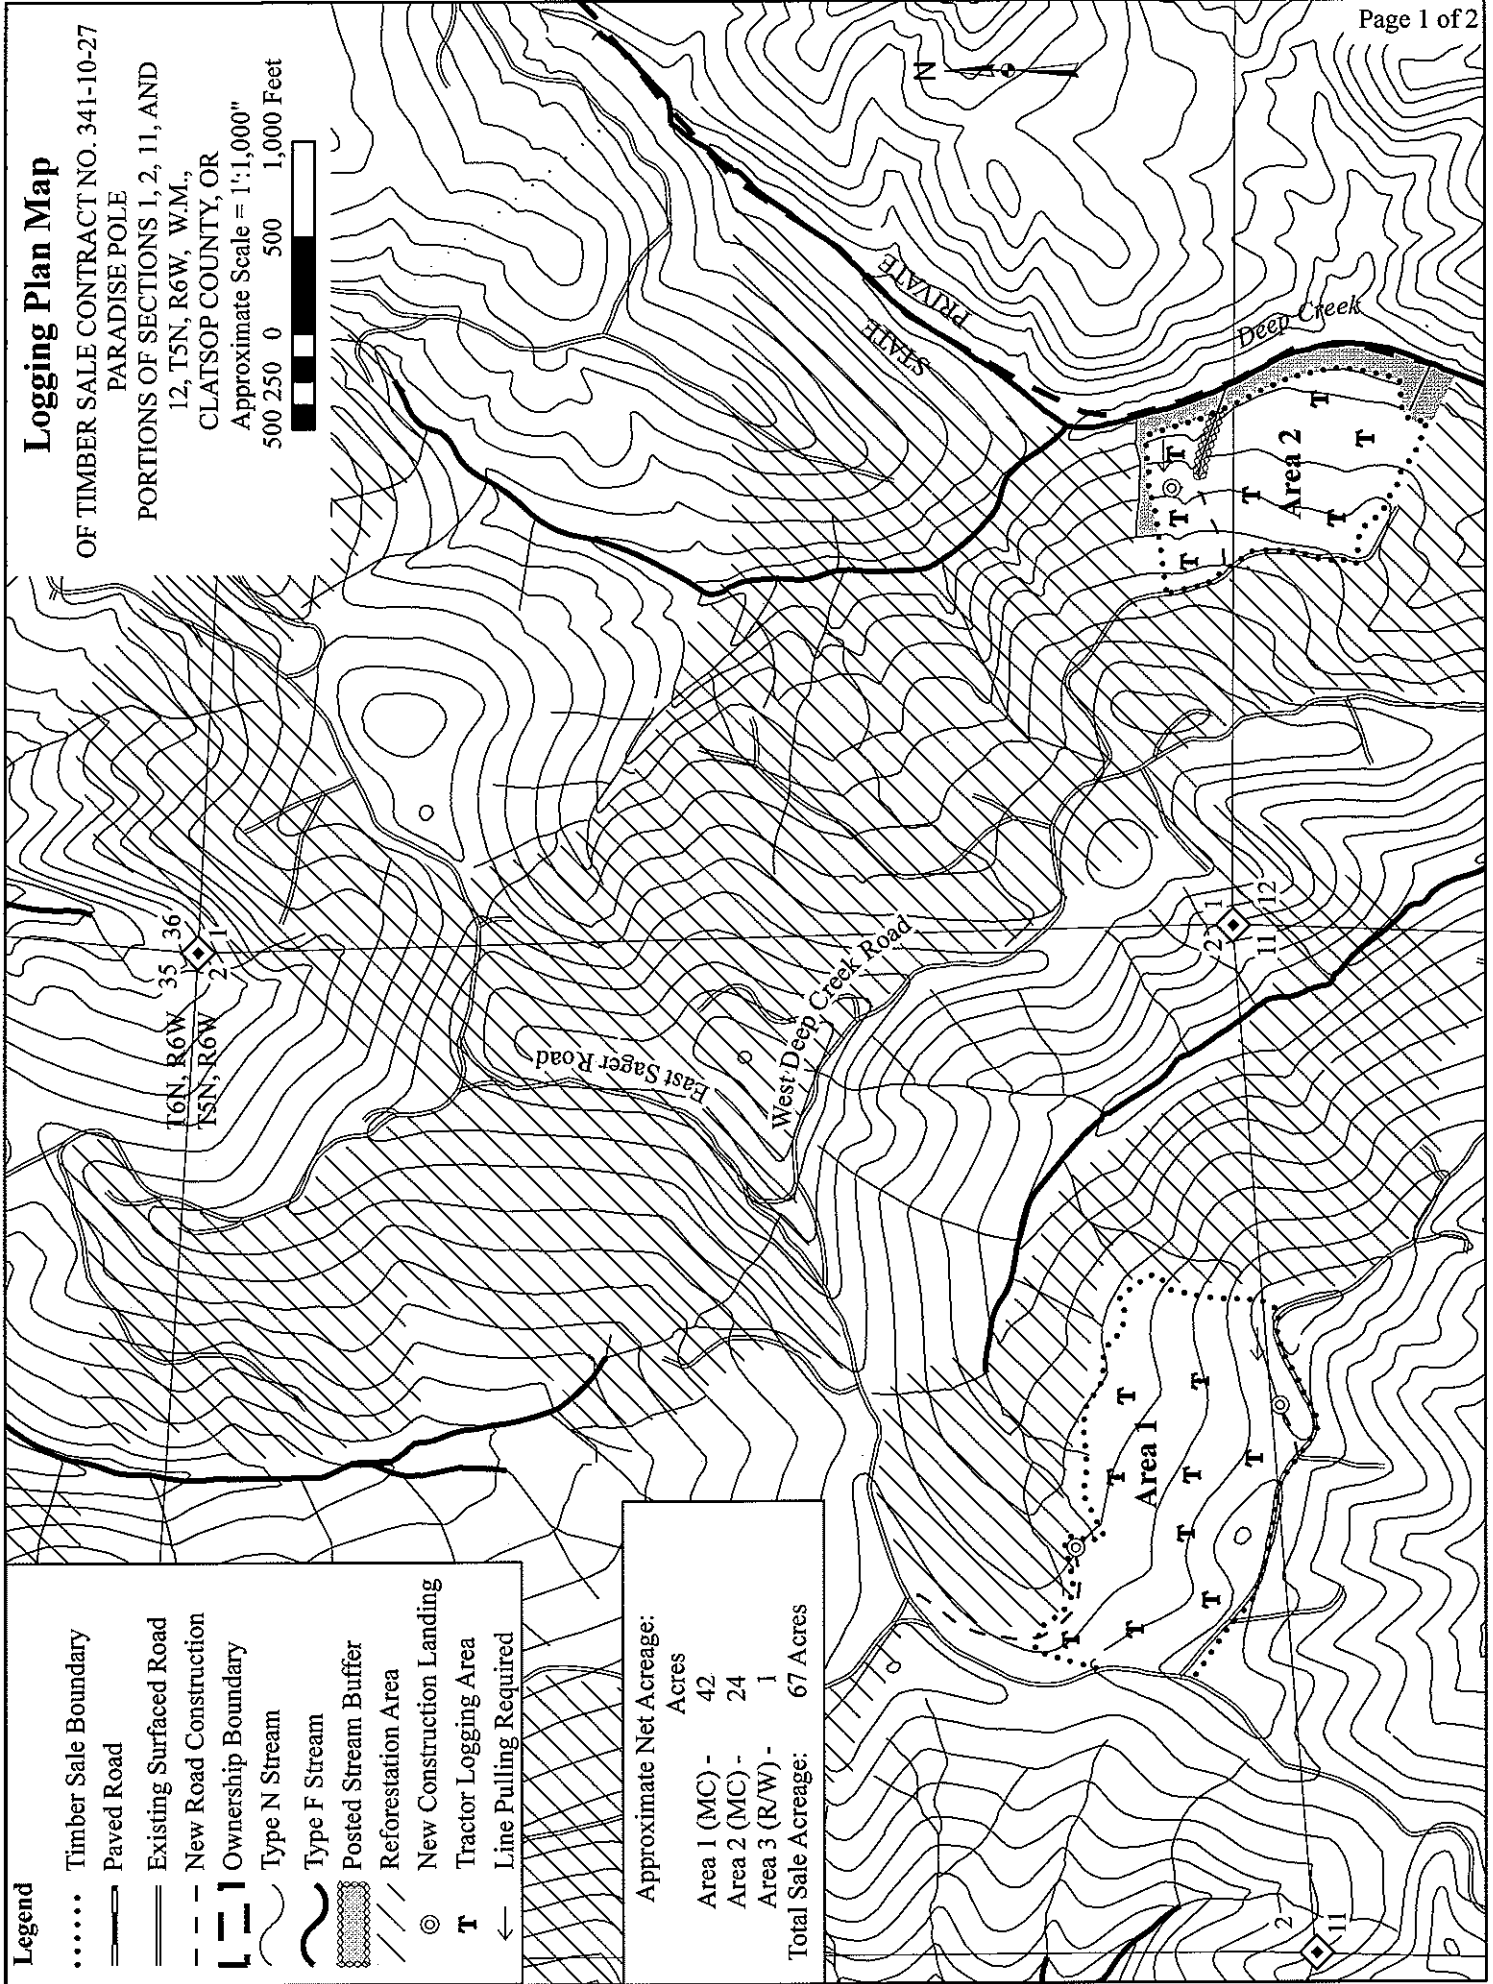 Page 1 of 2
Logging Plan Map
OF TIMBER SALE CONTRACT NO. 341-10-27
PARADISE POLE
PORTIONS OF SECTIONS 1, 2, 11, AND
12, T5N, R6W, W.M.,
CLATSOP COUNTY, OR
Approximate Scale = 1":1,000"
500 250 0 500 1,000 Feet
N
Legend
Timber Sale Boundary
Paved Road
Existing Surfaced Road
New Road Construction
Ownership Boundary
Type N Stream
Type F Stream
Posted Stream Buffer
Reforestation Area
New Construction Landing
T Tractor Logging Area
Line Pulling Required
Approximate Net Acreage:
Acres
Area 1 (MC) - 42
Area 2 (MC) - 24
Area 3 (R/W) - 1
Total Sale Acreage: 67 Acres
35 36
T6N, R6W
T5N, R6W
2 1
East Sager Road
West Deep Creek Road
STATE
PRIVATE
Deep Creek
2 1
11 12
2
11
Area 1
T
T
T
T
T
T
T
T
T
Area 2
T
T
T
T
T
T
T